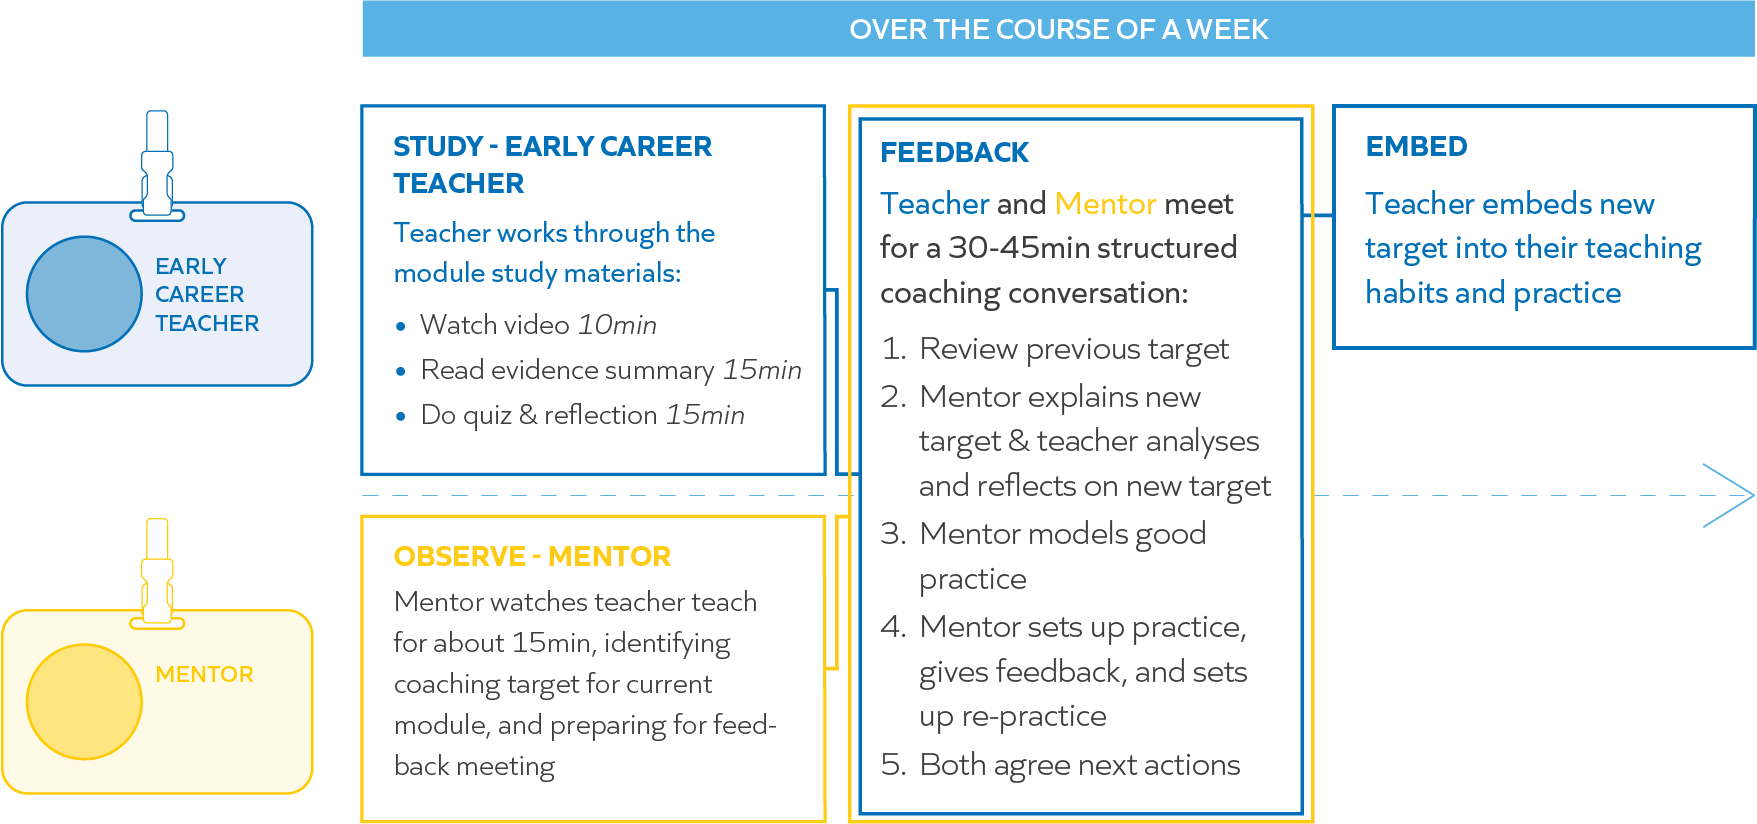 OVER THE COURSE OF A WEEK
EARLY
CAREER
TEACHER
STUDY - EARLY CAREER
TEACHER
Teacher works through the
module study materials:
• Watch video 10min
• Read evidence summary 15min
• Do quiz & reflection 15min
MENTOR
OBSERVE - MENTOR
Mentor watches teacher teach
for about 15min, identifying
coaching target for current
module, and preparing for feed-
back meeting
FEEDBACK
Teacher and Mentor meet
for a 30-45min structured
coaching conversation:
1. Review previous target
2. Mentor explains new
target & teacher analyses
and reflects on new target
3. Mentor models good
practice
4. Mentor sets up practice,
gives feedback, and sets
up re-practice
5. Both agree next actions
EMBED
Teacher embeds new
target into their teaching
habits and practice